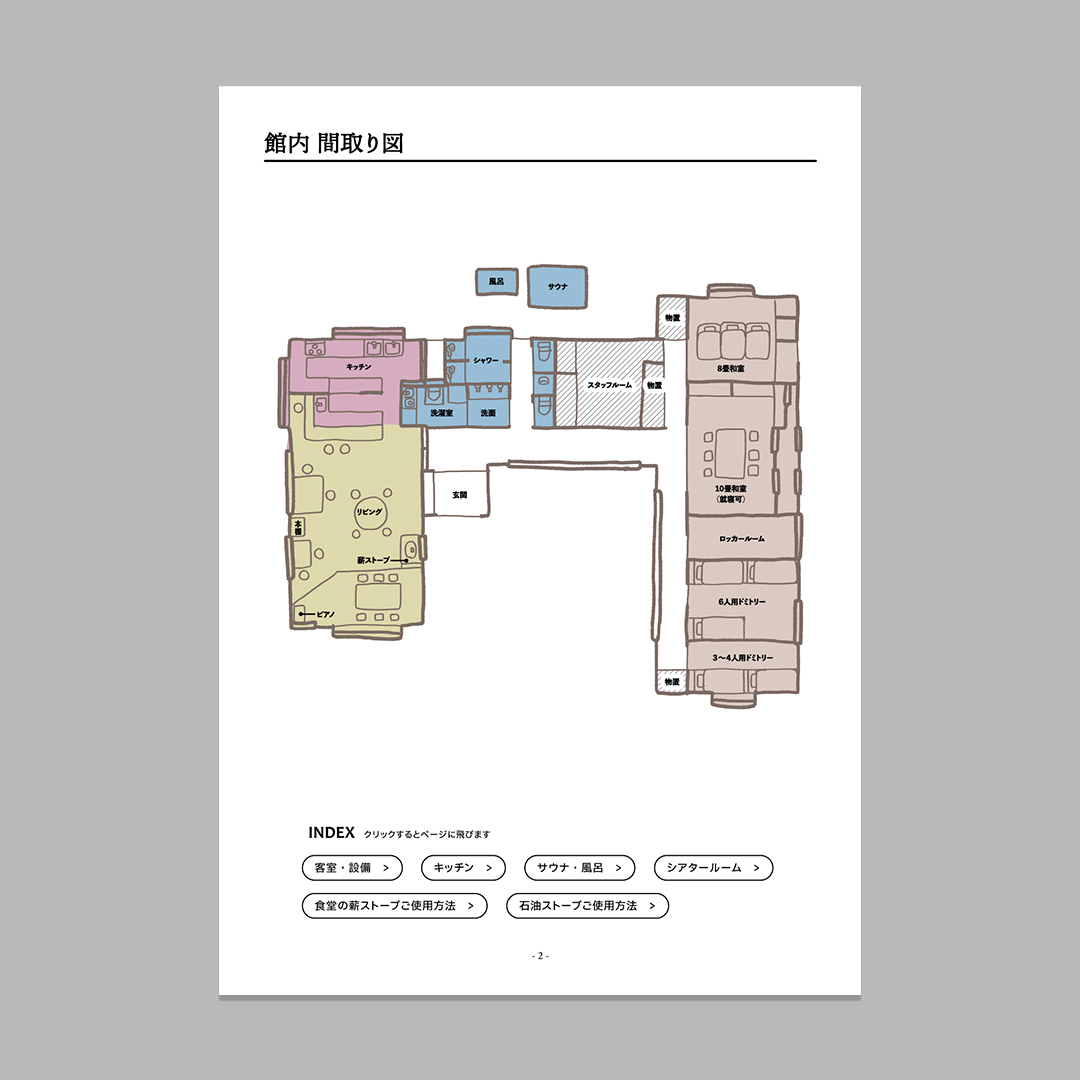 館内 間取り図
風呂
サウナ
物置
キッチン
シャワー
8畳和室
スタッフルーム
物置
洗濯室
洗面
10畳和室
(就寝可)
玄関
リビング
本棚
ロッカールーム
薪ストーブ
6人用ドミトリー
ピアノ
3〜4人用ドミトリー
物置
INDEX クリックするとページに飛びます
客室・設備 >
キッチン >
サウナ・風呂 >
シアタールーム >
食堂の薪ストーブご使用方法 >
石油ストーブご使用方法 >
- 2 -